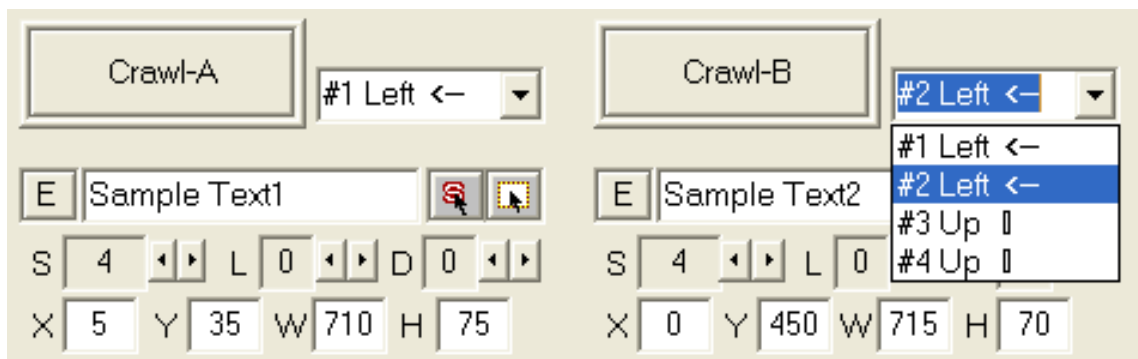 Crawl-A
#1 Left <–
Crawl-B
#2 Left <–
#1 Left <–
#2 Left <–
#3 Up ▯
#4 Up ▯
E Sample Text1
E Sample Text2
S 4 L 0 D 0
S 4 L 0
X 5 Y 35 W 710 H 75
X 0 Y 450 W 715 H 70